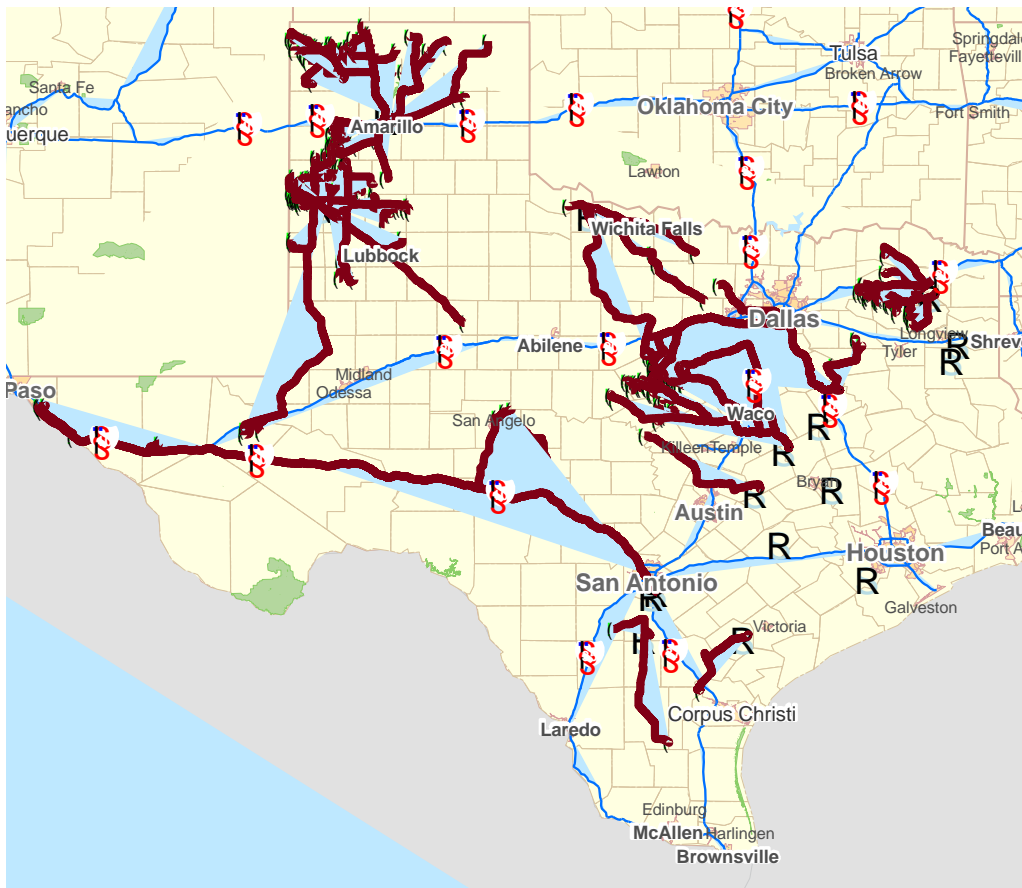 Tulsa
Springdale
Fayetteville
Broken Arrow
Santa Fe
ancho
Oklahoma City
Fort Smith
Amarillo
uerque
Lawton
R
Wichita Falls
Lubbock
R
Dallas
Longview
R
Shrev
Abilene
Tyler
R
Midland
Paso
Odessa
San Angelo
Waco
R
KilleenTemple
R
Bryan
R
R
Austin
Beau
R
Houston
Port A
San Antonio
R
R
R
Galveston
Victoria
R
R
Corpus Christi
Laredo
Edinburg
McAllen
Harlingen
Brownsville